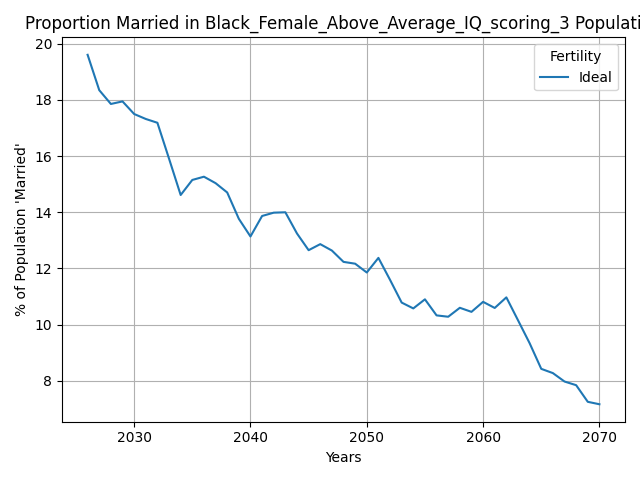 Proportion Married in Black_Female_Above_Average_IQ_scoring_3 Populati
20
18
16
14
12
10
8
% of Population 'Married'
Fertility
Ideal
2030 2040 2050 2060 2070
Years